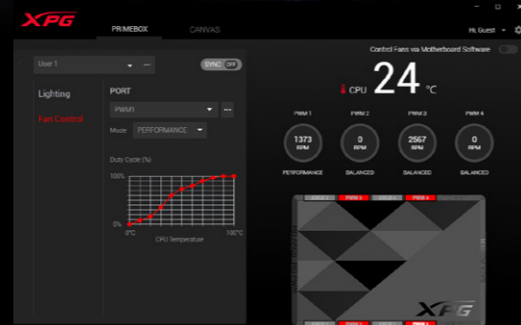 XPG
PRIMEBOX CANVAS
Hi, Guest
Control Fans via Motherboard Software
User 1
SYNC OFF
CPU 24 °C
Lighting
Fan Control
PORT
PWM1
Mode PERFORMANCE
PWM 1 PWM 2 PWM 3 PWM 4
1373 RPM
0 RPM
2567 RPM
0 RPM
PERFORMANCE BALANCED BALANCED BALANCED
Duty Cycle (%)
100%
0%
0°C 100°C
CPU Temperature
XPG